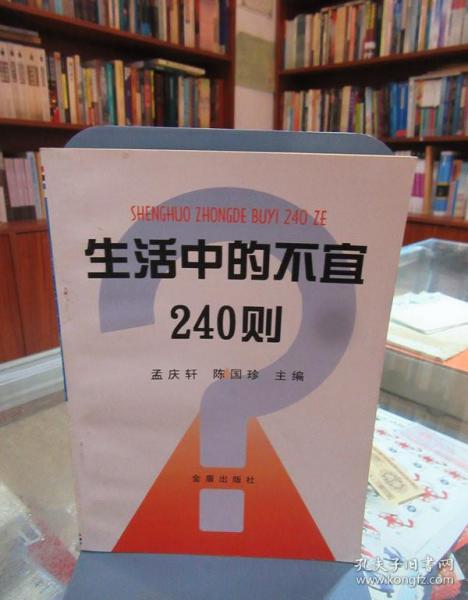 SHENGHUO ZHONGDE BUYI 240 ZE
生活中的不宜
240则
孟庆轩 陈国珍 主编
金盾出版社
孔夫子旧书网
www.kongfz.com